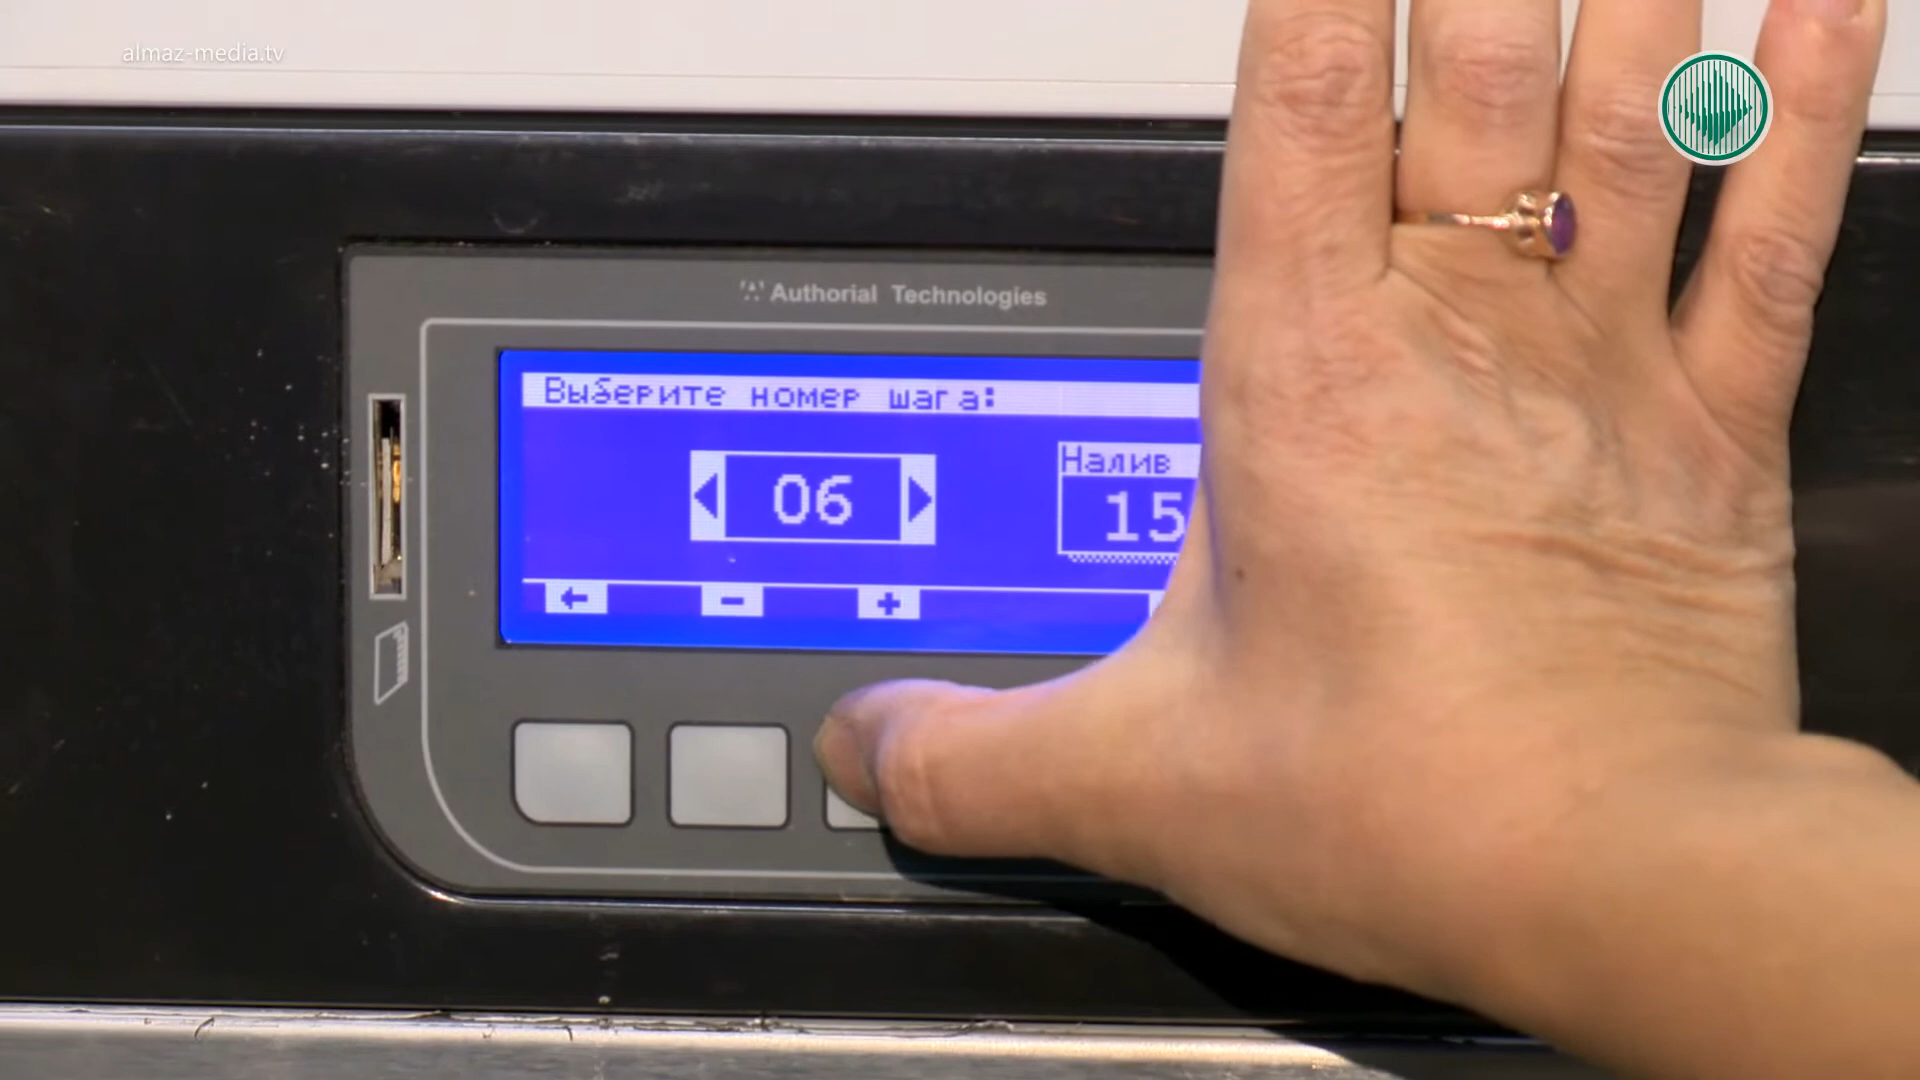 almaz-media.tv
Authorial Technologies
Выберите номер шага:
06
Налив
15
← - +